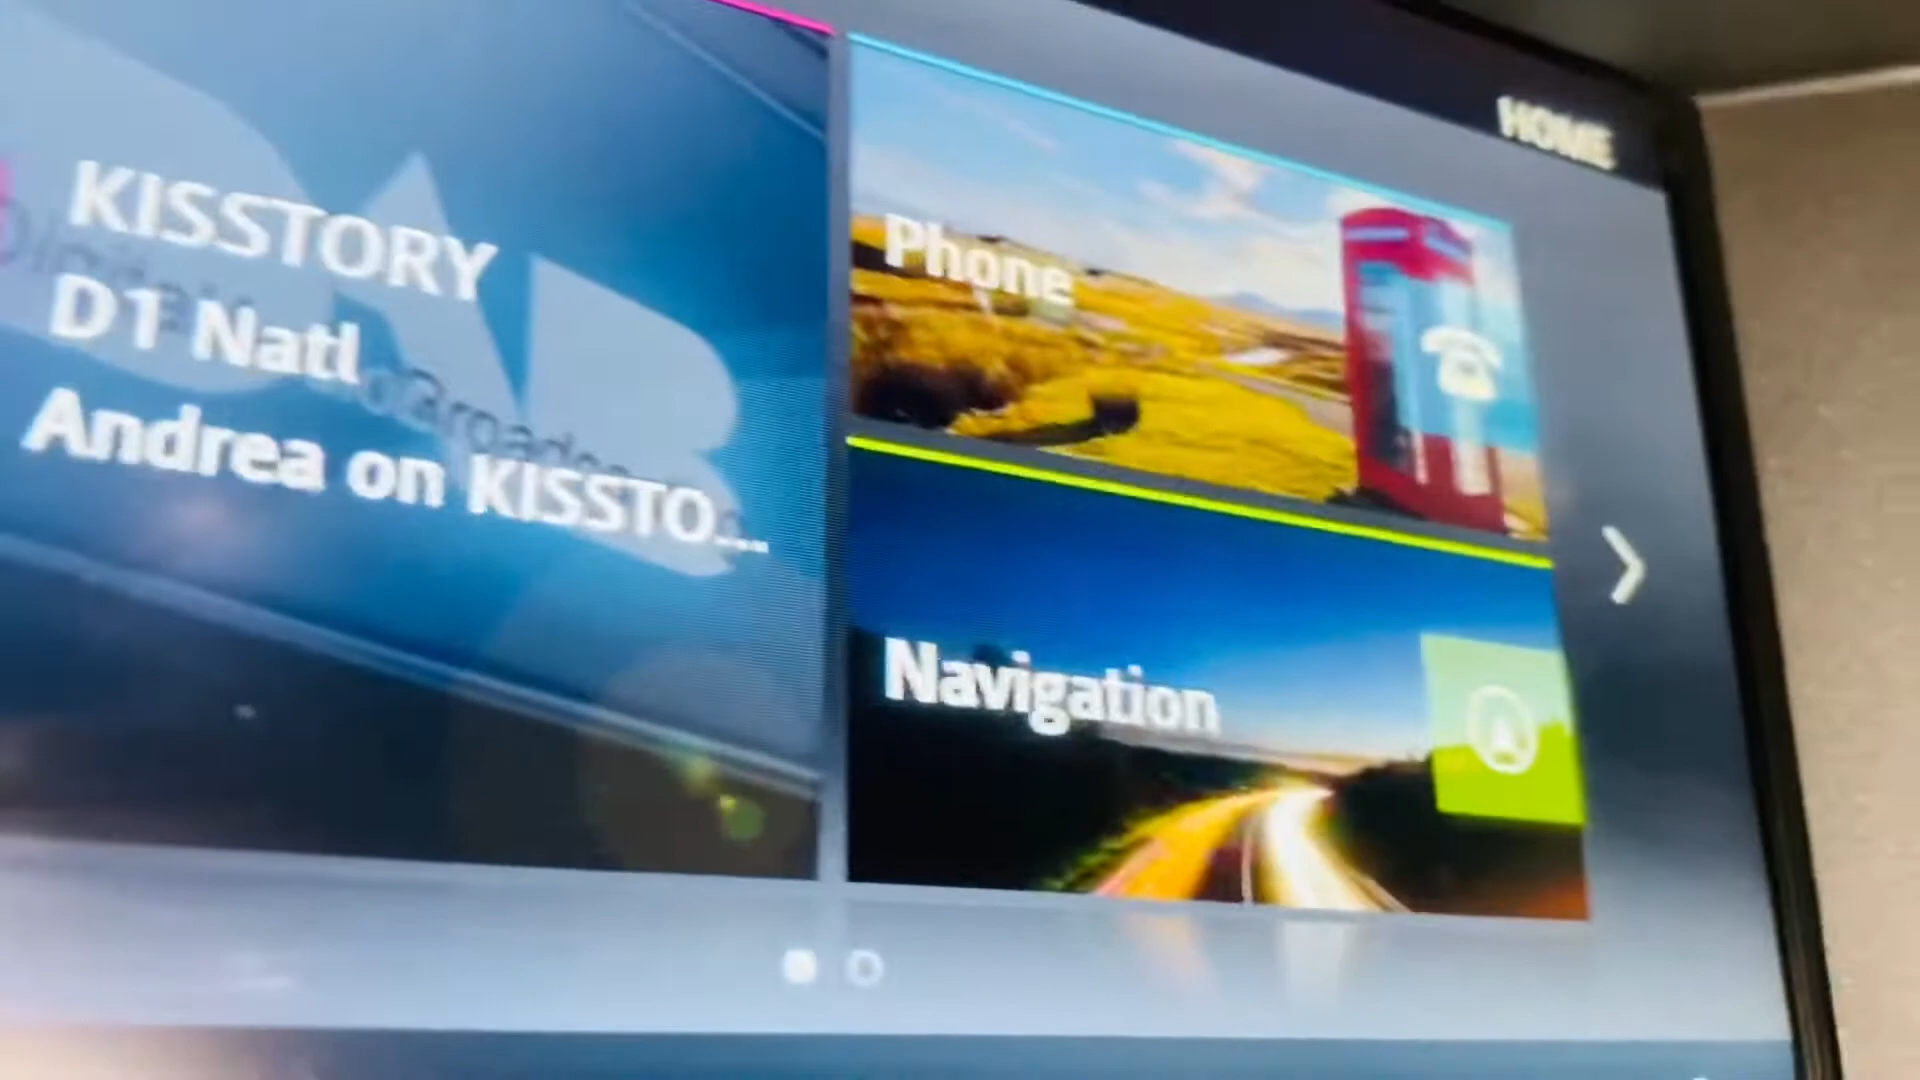 HOME
KISSTORY
D1 Natl
Andrea on KISSTO...
Phone
Navigation